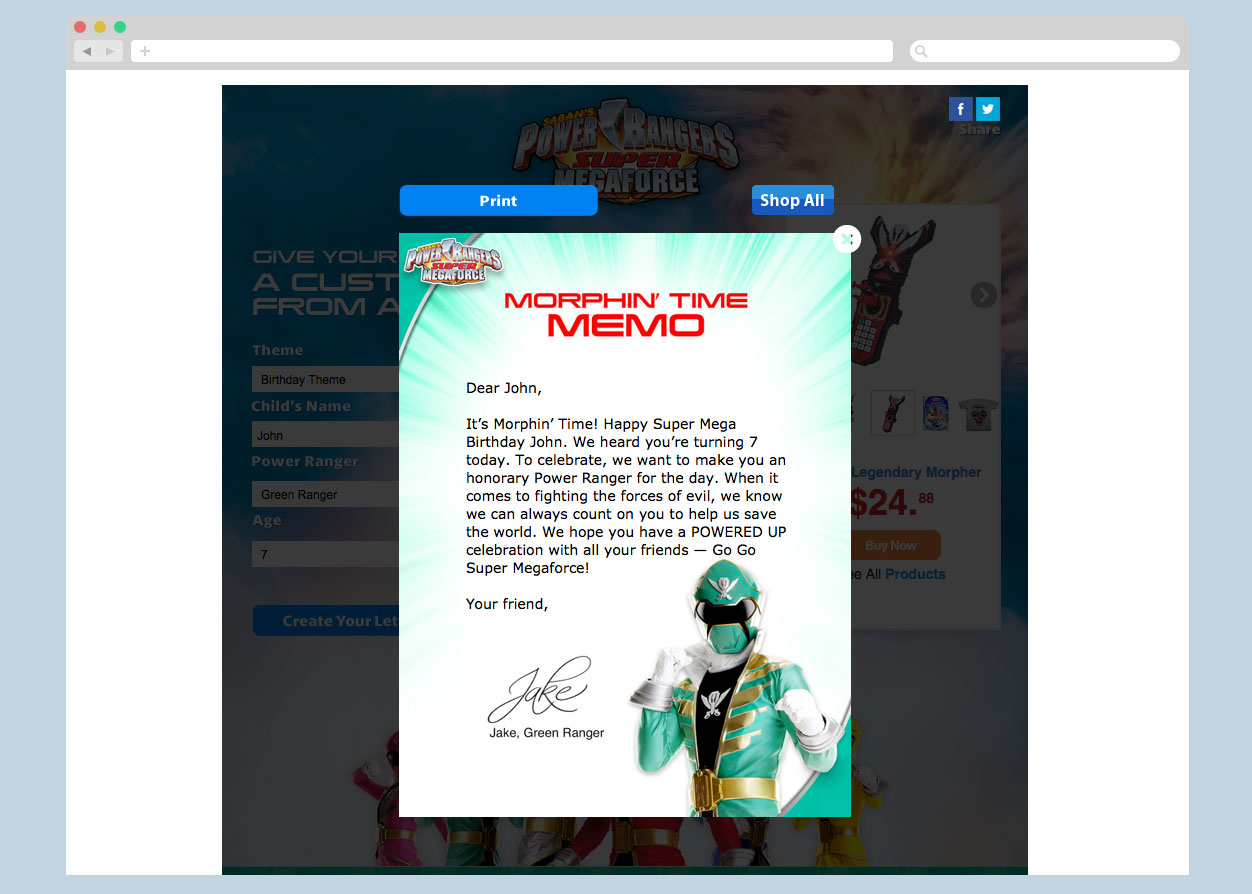 SABAN'S
POWER RANGERS
SUPER
MEGAFORCE
f
Share
Print
Shop All
SABAN'S
POWER RANGERS
SUPER
MEGAFORCE
MORPHIN' TIME
MEMO
GIVE YOUR
A CUST
FROM A
Theme
Birthday Theme
Child's Name
John
Power Ranger
Green Ranger
Age
7
Create Your Let
Dear John,
It’s Morphin’ Time! Happy Super Mega
Birthday John. We heard you’re turning 7
today. To celebrate, we want to make you an
honorary Power Ranger for the day. When it
comes to fighting the forces of evil, we know
we can always count on you to help us save
the world. We hope you have a POWERED UP
celebration with all your friends — Go Go
Super Megaforce!
Your friend,
Jake
Jake, Green Ranger
Legendary Morpher
$24.88
Buy Now
ee All Products